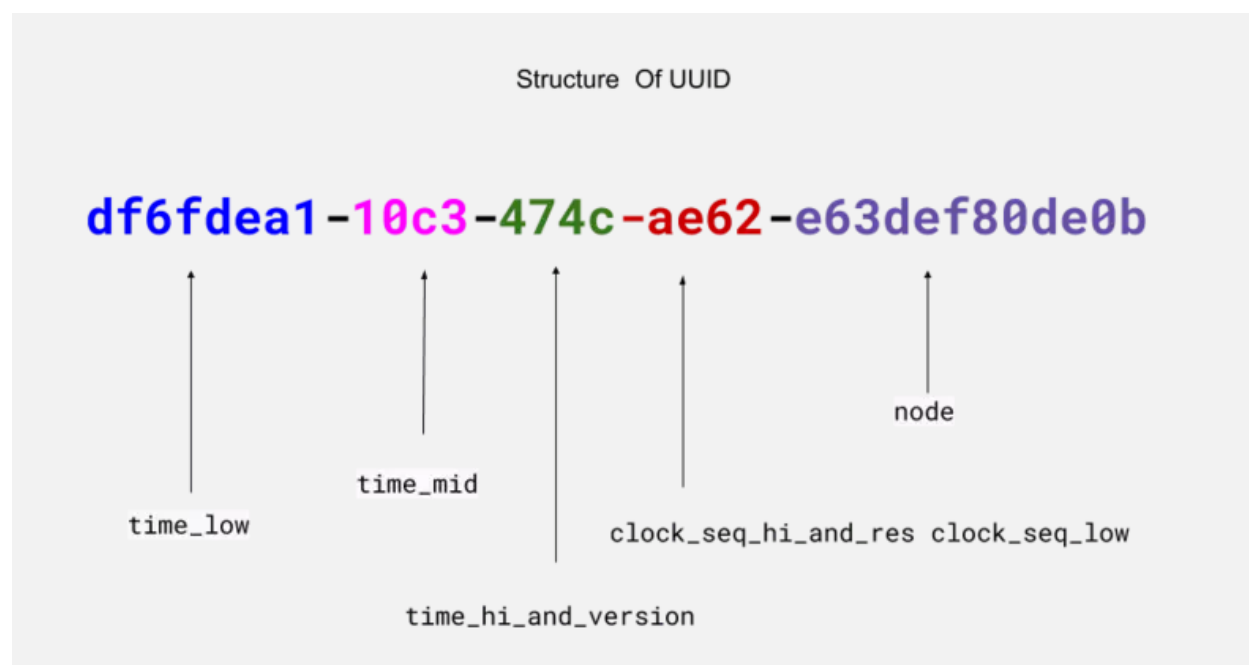 Structure Of UUID
df6fdea1-10c3-474c-ae62-e63def80de0b
node
time_mid
time_low
clock_seq_hi_and_res clock_seq_low
time_hi_and_version